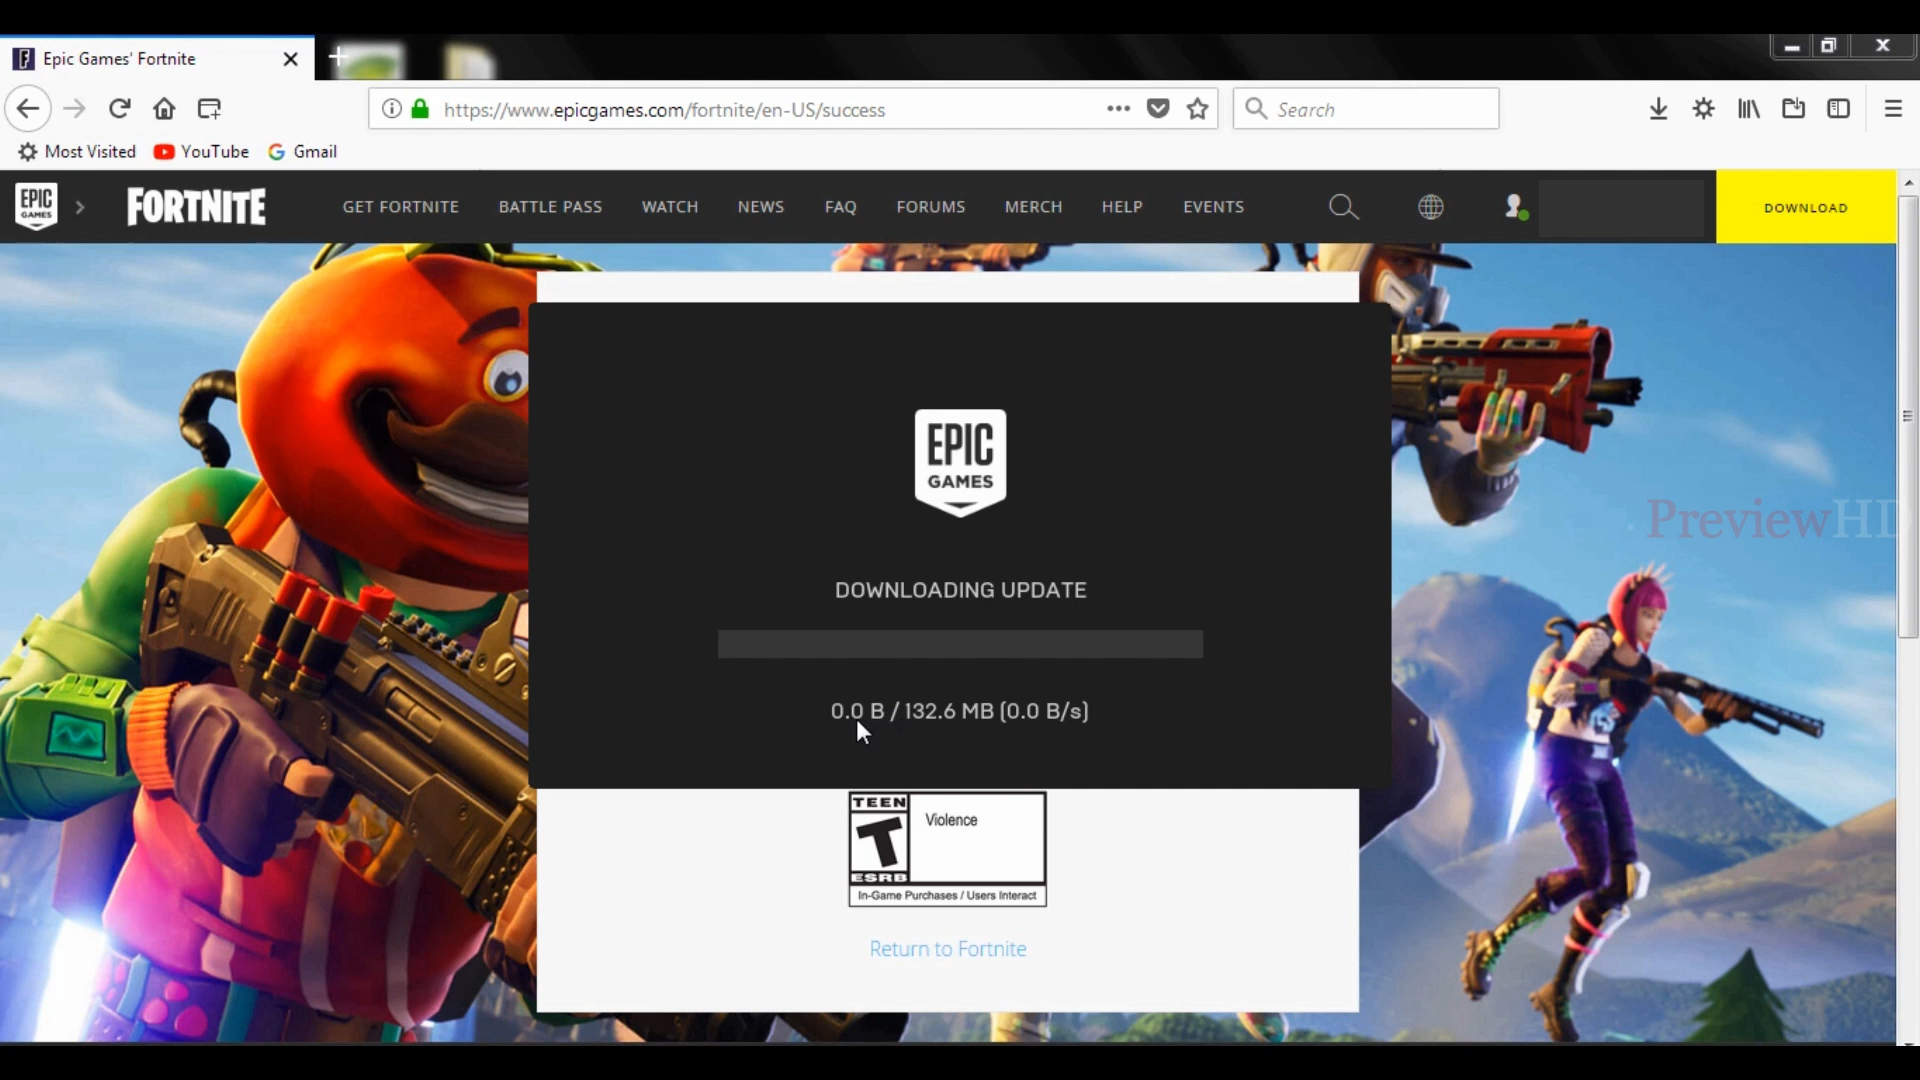 Epic Games' Fortnite
https://www.epicgames.com/fortnite/en-US/success
Search
Most Visited YouTube Gmail
EPIC GAMES FORTNITE GET FORTNITE BATTLE PASS WATCH NEWS FAQ FORUMS MERCH HELP EVENTS DOWNLOAD
EPIC
GAMES
PreviewHD
DOWNLOADING UPDATE
0.0 B / 132.6 MB (0.0 B/s)
TEEN
T
ESRB
Violence
In-Game Purchases / Users Interact
Return to Fortnite